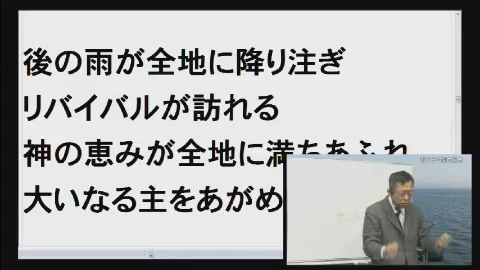 後の雨が全地に降り注ぎ
リバイバルが訪れる
神の恵みが全地に満ちあふれ
大いなる主をあがめ